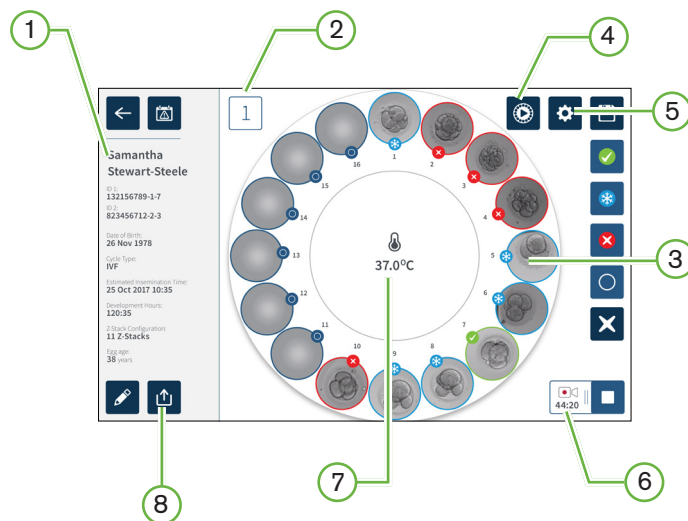 1
2
4
5
3
6
7
8
1
Samantha
Stewart-Steele
ID 1:
132156789-1-7
ID 2:
823456712-2-3
Date of Birth:
26 Nov 1978
Cycle Type:
IVF
Estimated Insemination Time:
25 Oct 2017 10:35
Development Hours:
120:35
Z-Stack Configuration:
11 Z-Stacks
Egg age:
38 years
1
2
3
4
5
6
7
8
9
10
11
12
13
14
15
16
37.0°C
44:20